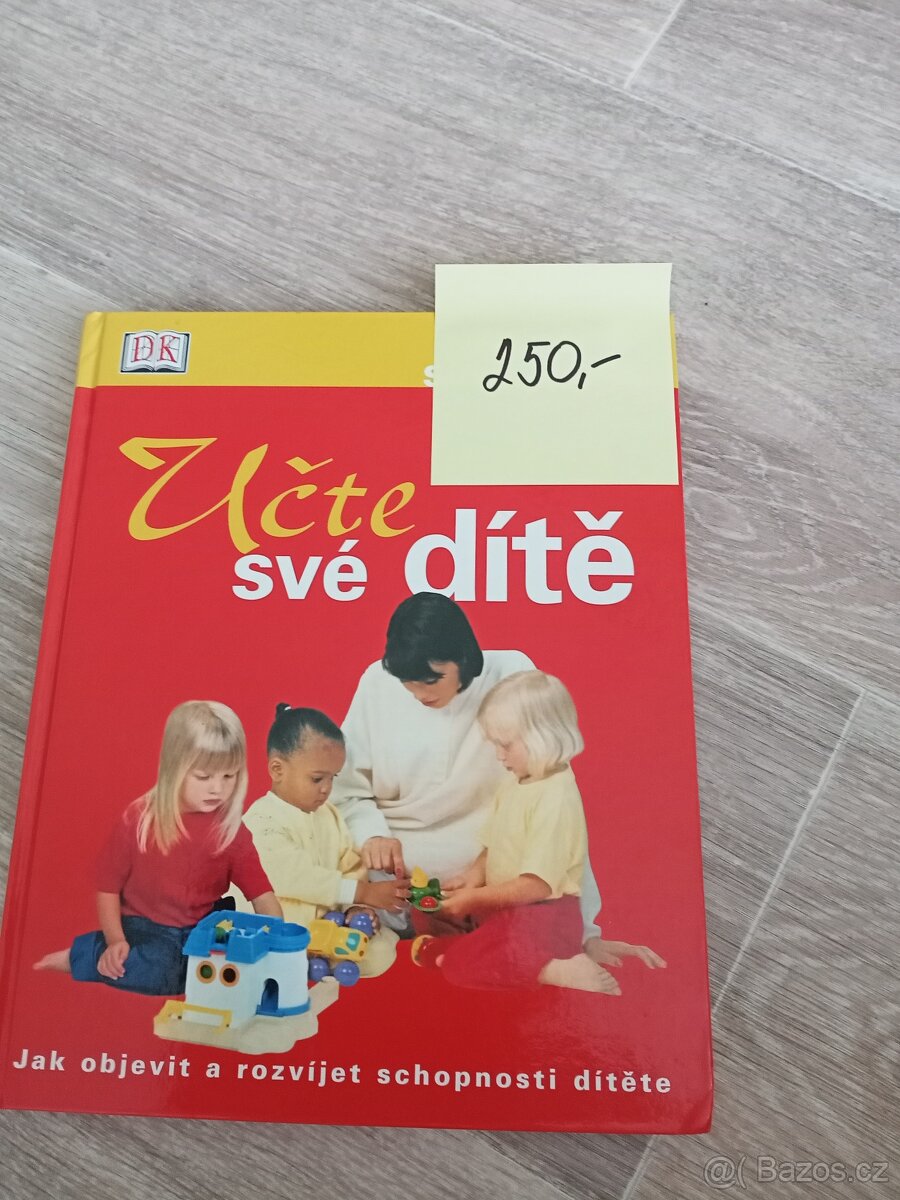 DK
250,-
Učte
své dítě
Jak objevit a rozvíjet schopnosti dítěte
@( Bazos.cz